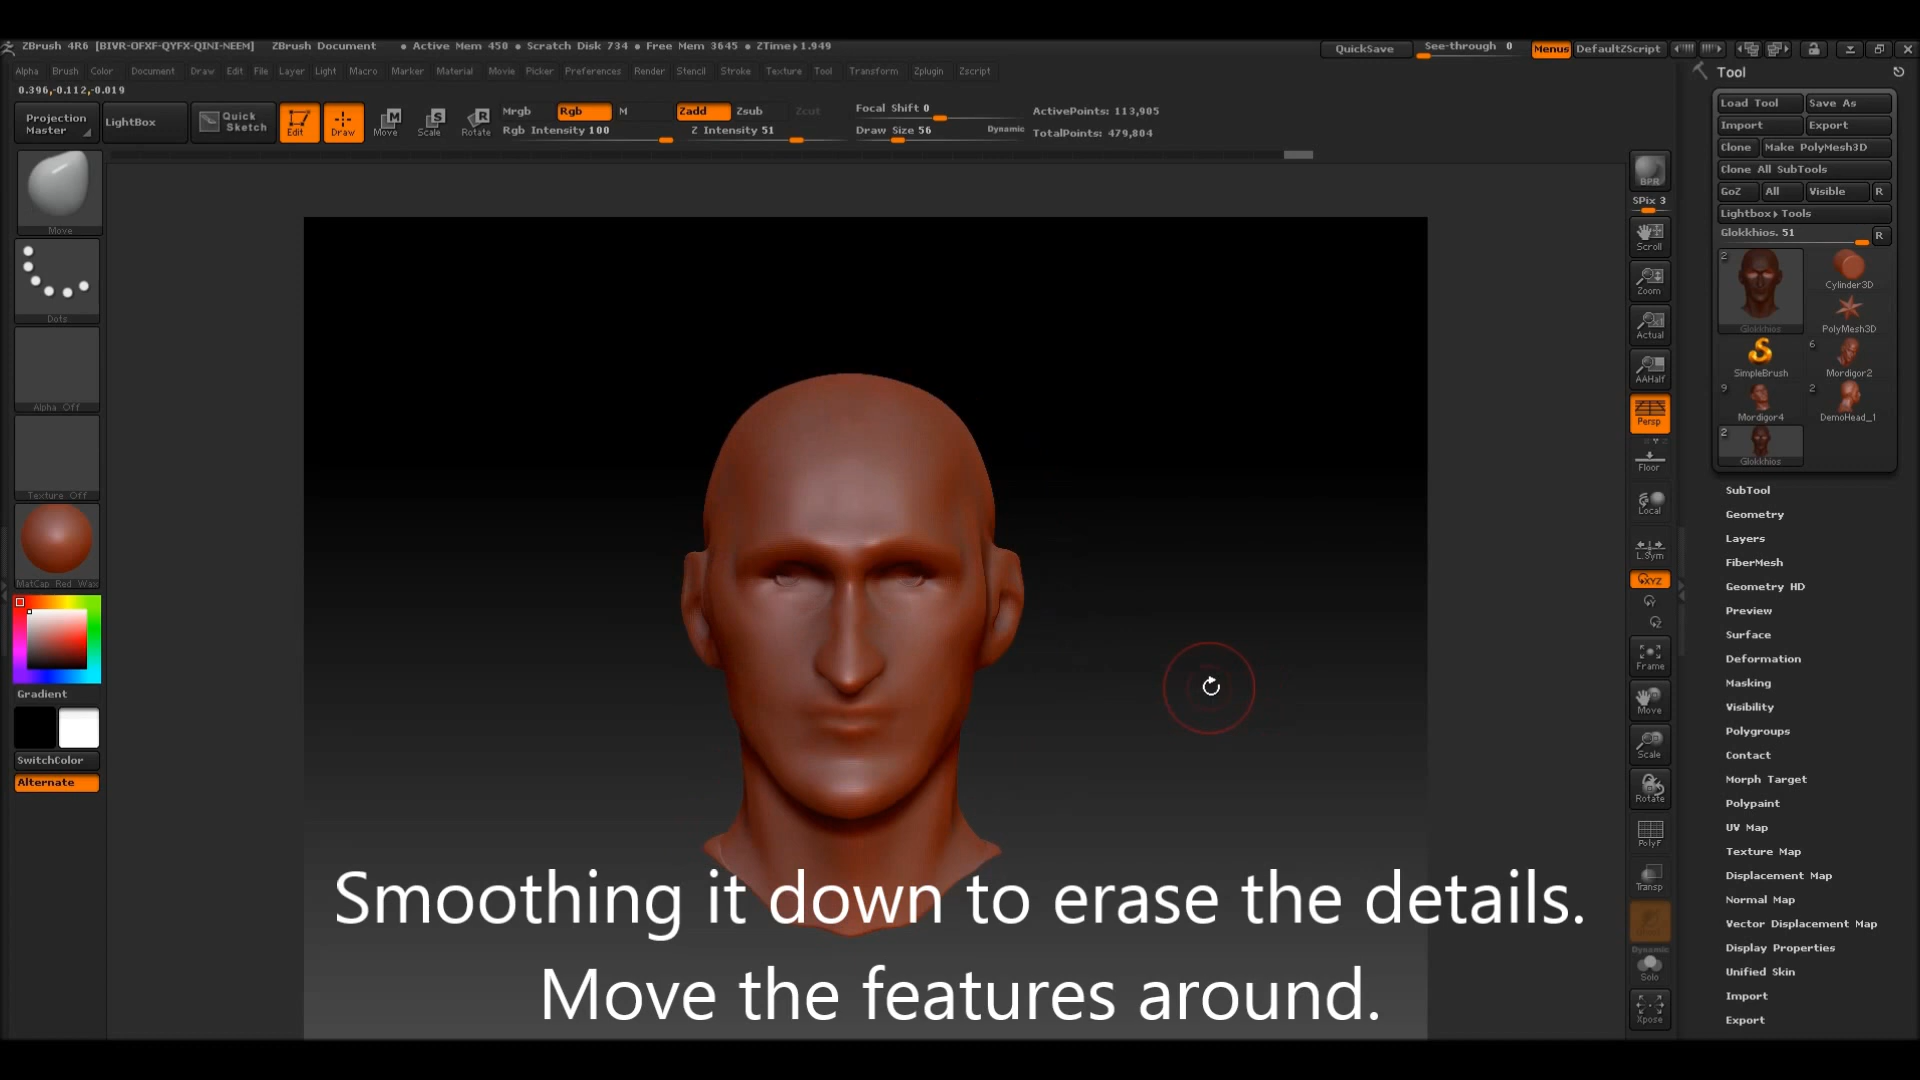 ZBrush 4R6 [BIVR-OFXF-QYFX-QINI-NEEM] ZBrush Document • Active Mem 450 • Scratch Disk 734 • Free Mem 3645 • ZTime▸1.949
QuickSave See-through 0 Menus DefaultZScript
Alpha Brush Color Document Draw Edit File Layer Light Macro Marker Material Movie Picker Preferences Render Stencil Stroke Texture Tool Transform Zplugin Zscript
0.396,-0.112,-0.019
Projection Master
LightBox
Quick Sketch
Edit
Draw
Move
Scale
Rotate
Mrgb Rgb M
Rgb Intensity 100
Zadd Zsub Zcut
Z Intensity 51
Focal Shift 0
Draw Size 56 Dynamic
ActivePoints: 113,905
TotalPoints: 479,804
Move
Dots
Alpha Off
Texture Off
MatCap Red Wax
Gradient
SwitchColor
Alternate
BPR
SPix 3
Scroll
Zoom
Actual
AAHalf
Persp
Floor
Local
L.Sym
XYZ
Y
Z
Frame
Move
Scale
Rotate
PolyF
Transp
Dynamic
Solo
Xpose
Tool
Load Tool Save As
Import Export
Clone Make PolyMesh3D
Clone All SubTools
GoZ All Visible R
Lightbox▸Tools
Glokkhios. 51 R
2
Glokkhios
Cylinder3D
PolyMesh3D
SimpleBrush
6
Mordigor2
9
Mordigor4
2
DemoHead_1
2
Glokkhios
SubTool
Geometry
Layers
FiberMesh
Geometry HD
Preview
Surface
Deformation
Masking
Visibility
Polygroups
Contact
Morph Target
Polypaint
UV Map
Texture Map
Displacement Map
Normal Map
Vector Displacement Map
Display Properties
Unified Skin
Import
Export
Smoothing it down to erase the details.
Move the features around.